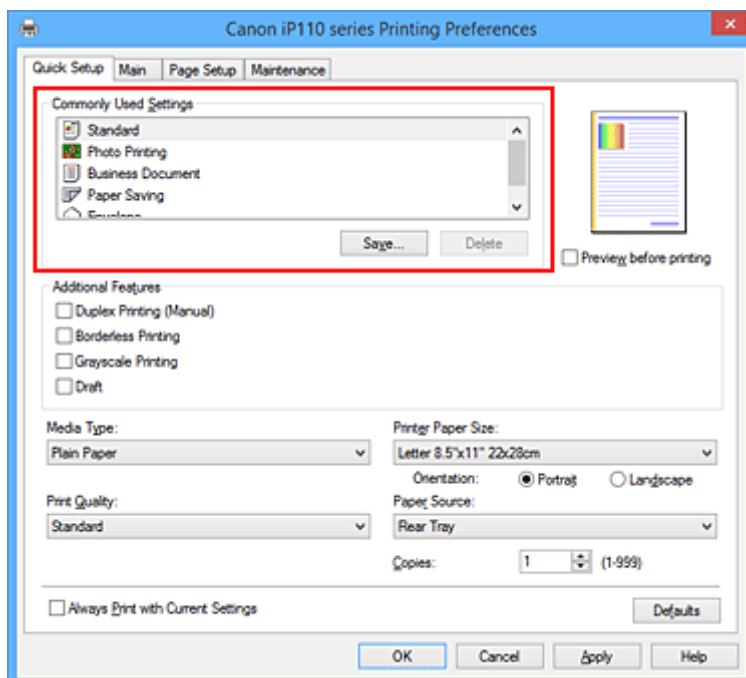 Canon iP110 series Printing Preferences
Quick Setup Main Page Setup Maintenance
Commonly Used Settings
Standard
Photo Printing
Business Document
Paper Saving
Envelope
Save... Delete
Preview before printing
Additional Features
Duplex Printing (Manual)
Borderless Printing
Grayscale Printing
Draft
Media Type: Printer Paper Size:
Plain Paper Letter 8.5"x11" 22x28cm
Orientation: Portrait Landscape
Print Quality: Paper Source:
Standard Rear Tray
Copies: 1 (1-999)
Always Print with Current Settings Defaults
OK Cancel Apply Help